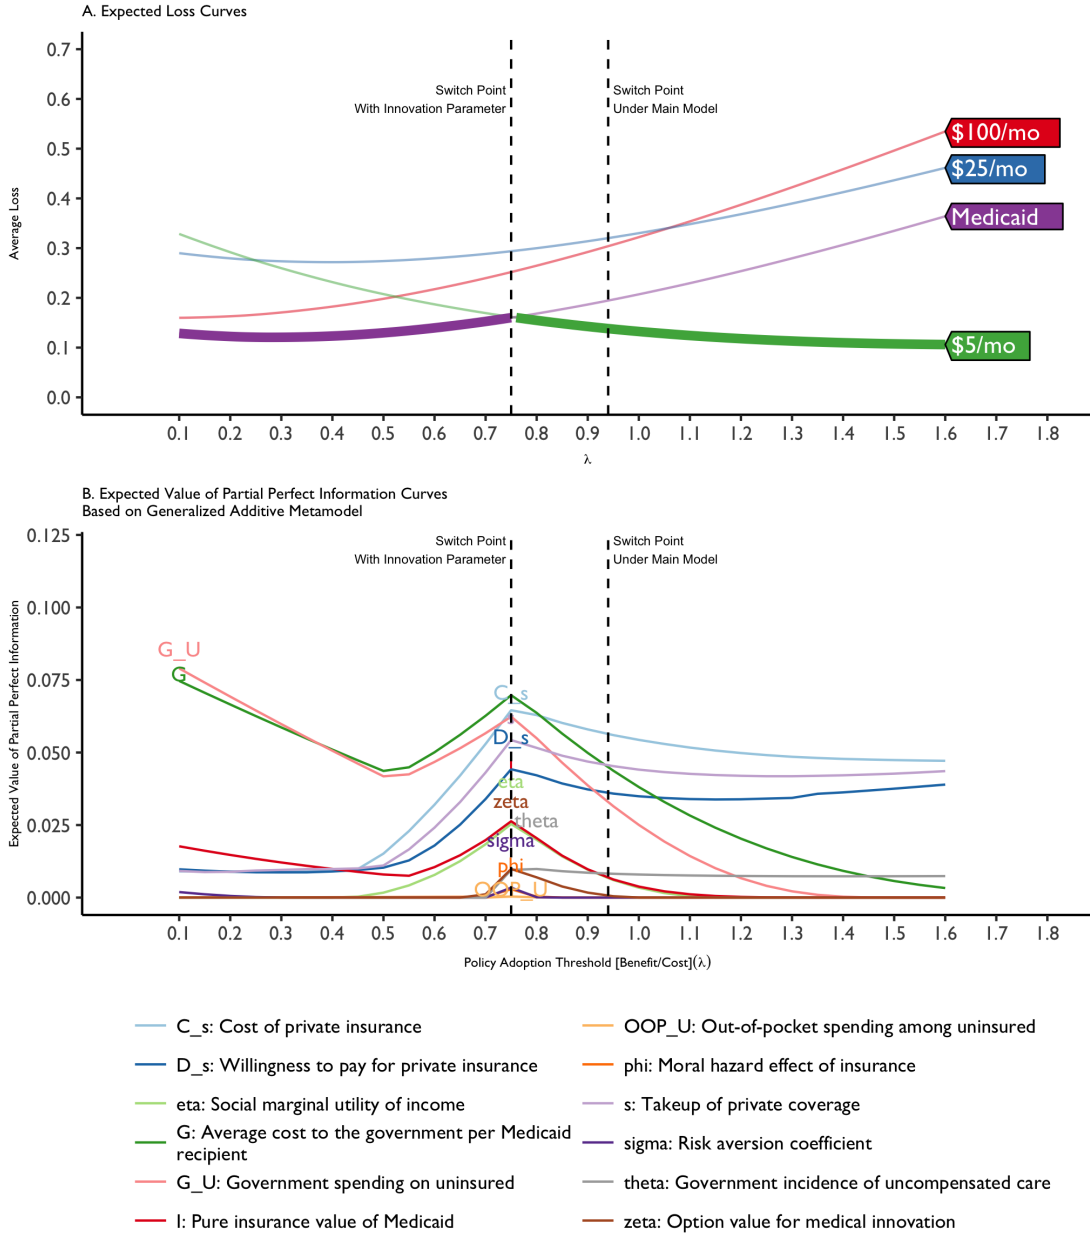 A. Expected Loss Curves
0.7
0.6
0.5
0.4
0.3
0.2
0.1
0.0
Average Loss
Switch Point
With Innovation Parameter
Switch Point
Under Main Model
$100/mo
$25/mo
Medicaid
$5/mo
0.1 0.2 0.3 0.4 0.5 0.6 0.7 0.8 0.9 1.0 1.1 1.2 1.3 1.4 1.5 1.6 1.7 1.8
λ
B. Expected Value of Partial Perfect Information Curves
Based on Generalized Additive Metamodel
0.125
0.100
0.075
0.050
0.025
0.000
Expected Value of Partial Perfect Information
Switch Point
With Innovation Parameter
Switch Point
Under Main Model
G_U
G
C_s
D_s
eta
zeta
theta
sigma
phi
OOP_U
0.1 0.2 0.3 0.4 0.5 0.6 0.7 0.8 0.9 1.0 1.1 1.2 1.3 1.4 1.5 1.6 1.7 1.8
Policy Adoption Threshold [Benefit/Cost](λ)
C_s: Cost of private insurance
D_s: Willingness to pay for private insurance
eta: Social marginal utility of income
G: Average cost to the government per Medicaid
recipient
G_U: Government spending on uninsured
I: Pure insurance value of Medicaid
OOP_U: Out-of-pocket spending among uninsured
phi: Moral hazard effect of insurance
s: Takeup of private coverage
sigma: Risk aversion coefficient
theta: Government incidence of uncompensated care
zeta: Option value for medical innovation